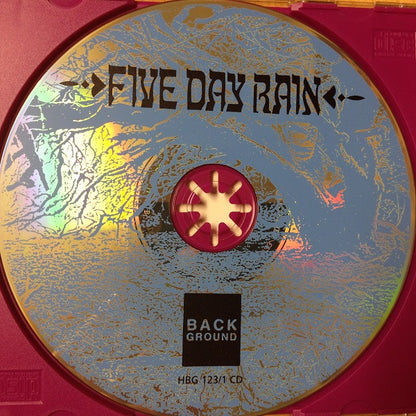 FIVE DAY RAIN
BACK
GROUND
HBG 123/1 CD